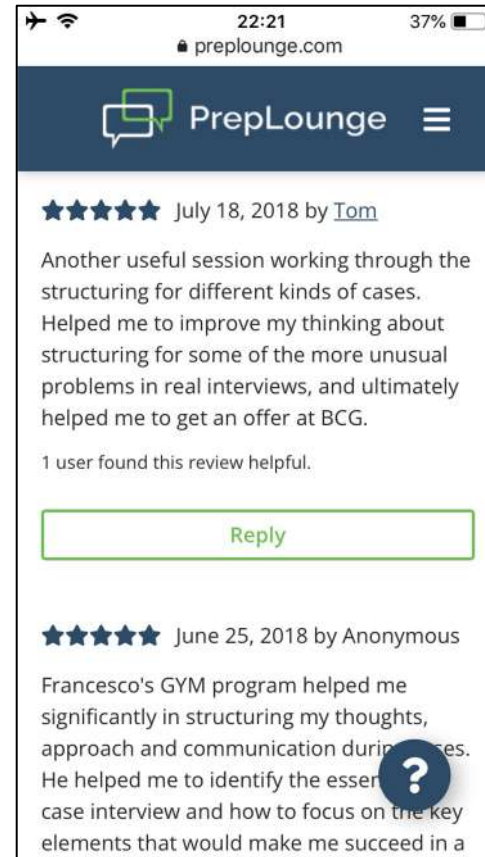 22:21
37%
preplounge.com
PrepLounge
July 18, 2018 by Tom
Another useful session working through the
structuring for different kinds of cases.
Helped me to improve my thinking about
structuring for some of the more unusual
problems in real interviews, and ultimately
helped me to get an offer at BCG.
1 user found this review helpful.
Reply
June 25, 2018 by Anonymous
Francesco's GYM program helped me
significantly in structuring my thoughts,
approach and communication
He helped me to identify the
?
case interview and how to focus on the key
elements that would make me succeed in a